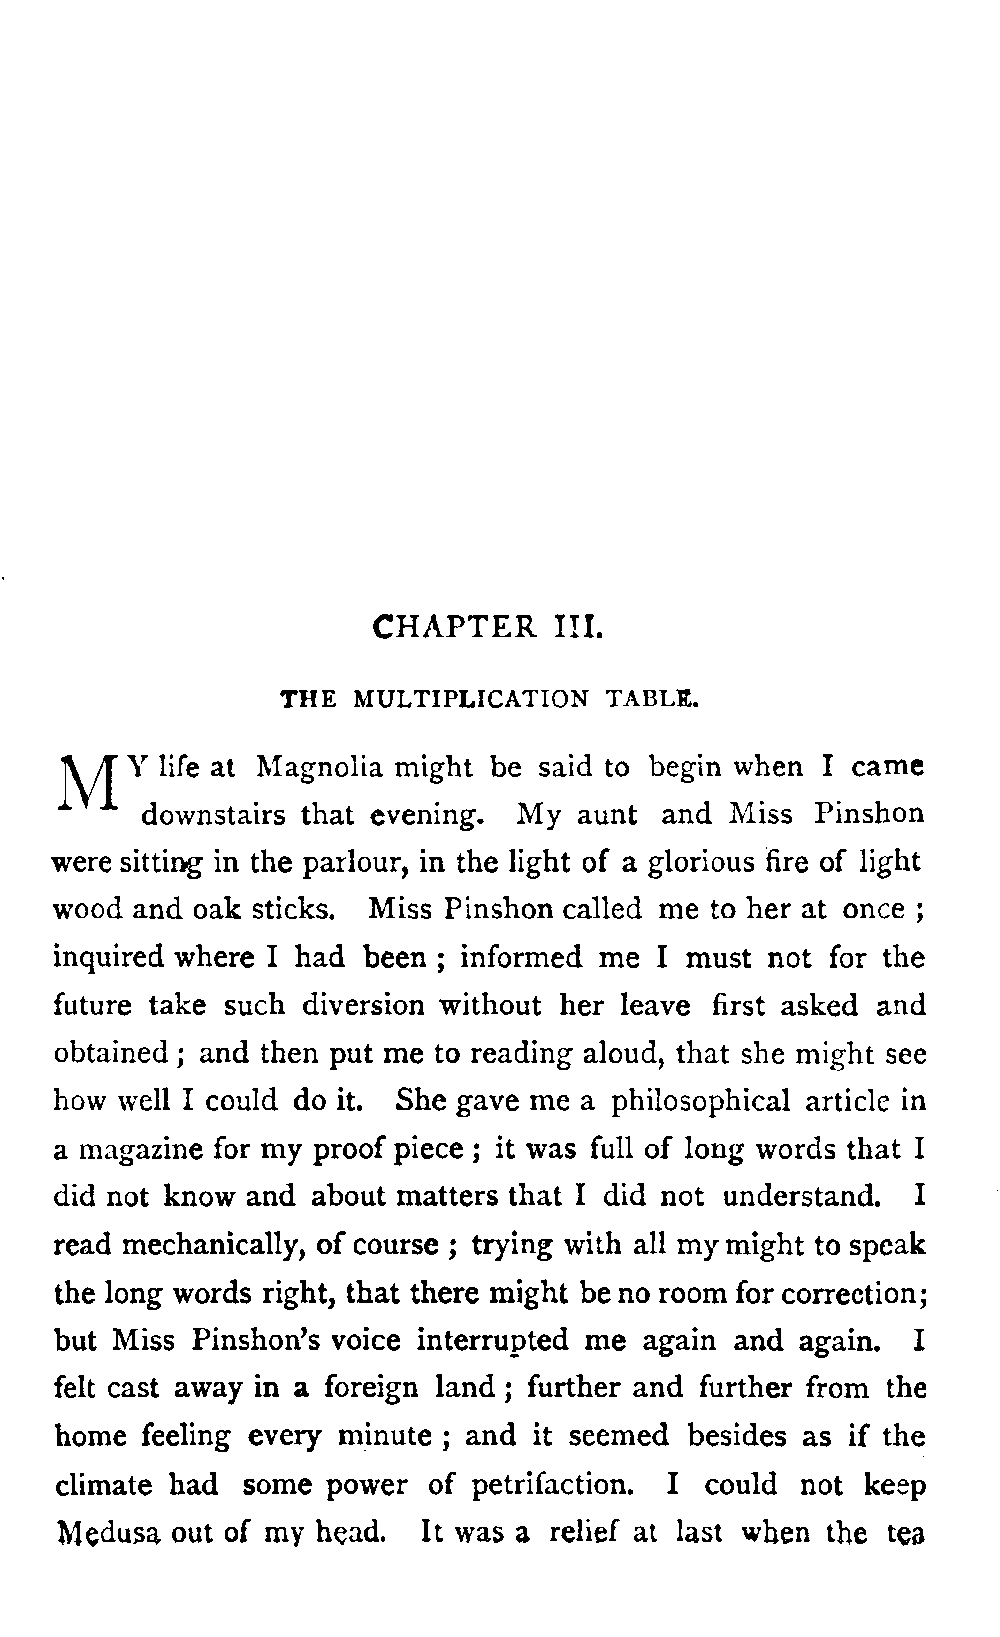 CHAPTER III.
THE MULTIPLICATION TABLE.
MY life at Magnolia might be said to begin when I came
downstairs that evening. My aunt and Miss Pinshon
were sitting in the parlour, in the light of a glorious fire of light
wood and oak sticks. Miss Pinshon called me to her at once ;
inquired where I had been ; informed me I must not for the
future take such diversion without her leave first asked and
obtained ; and then put me to reading aloud, that she might see
how well I could do it. She gave me a philosophical article in
a magazine for my proof piece ; it was full of long words that I
did not know and about matters that I did not understand. I
read mechanically, of course ; trying with all my might to speak
the long words right, that there might be no room for correction;
but Miss Pinshon's voice interrupted me again and again. I
felt cast away in a foreign land ; further and further from the
home feeling every minute ; and it seemed besides as if the
climate had some power of petrifaction. I could not keep
Medusa out of my head. It was a relief at last when the tea